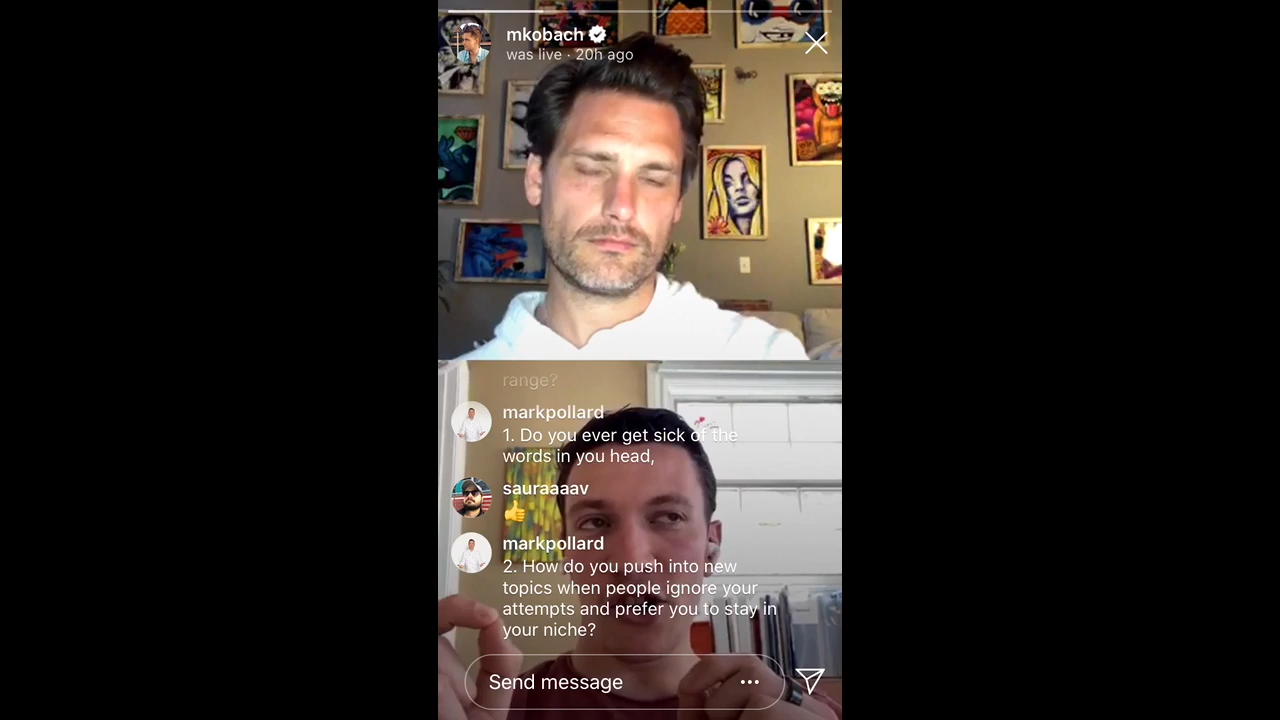 mkobach
was live · 20h ago
range?
markpollard
1. Do you ever get sick of the
words in you head,
sauraaaav
👍
markpollard
2. How do you push into new
topics when people ignore your
attempts and prefer you to stay in
your niche?
Send message